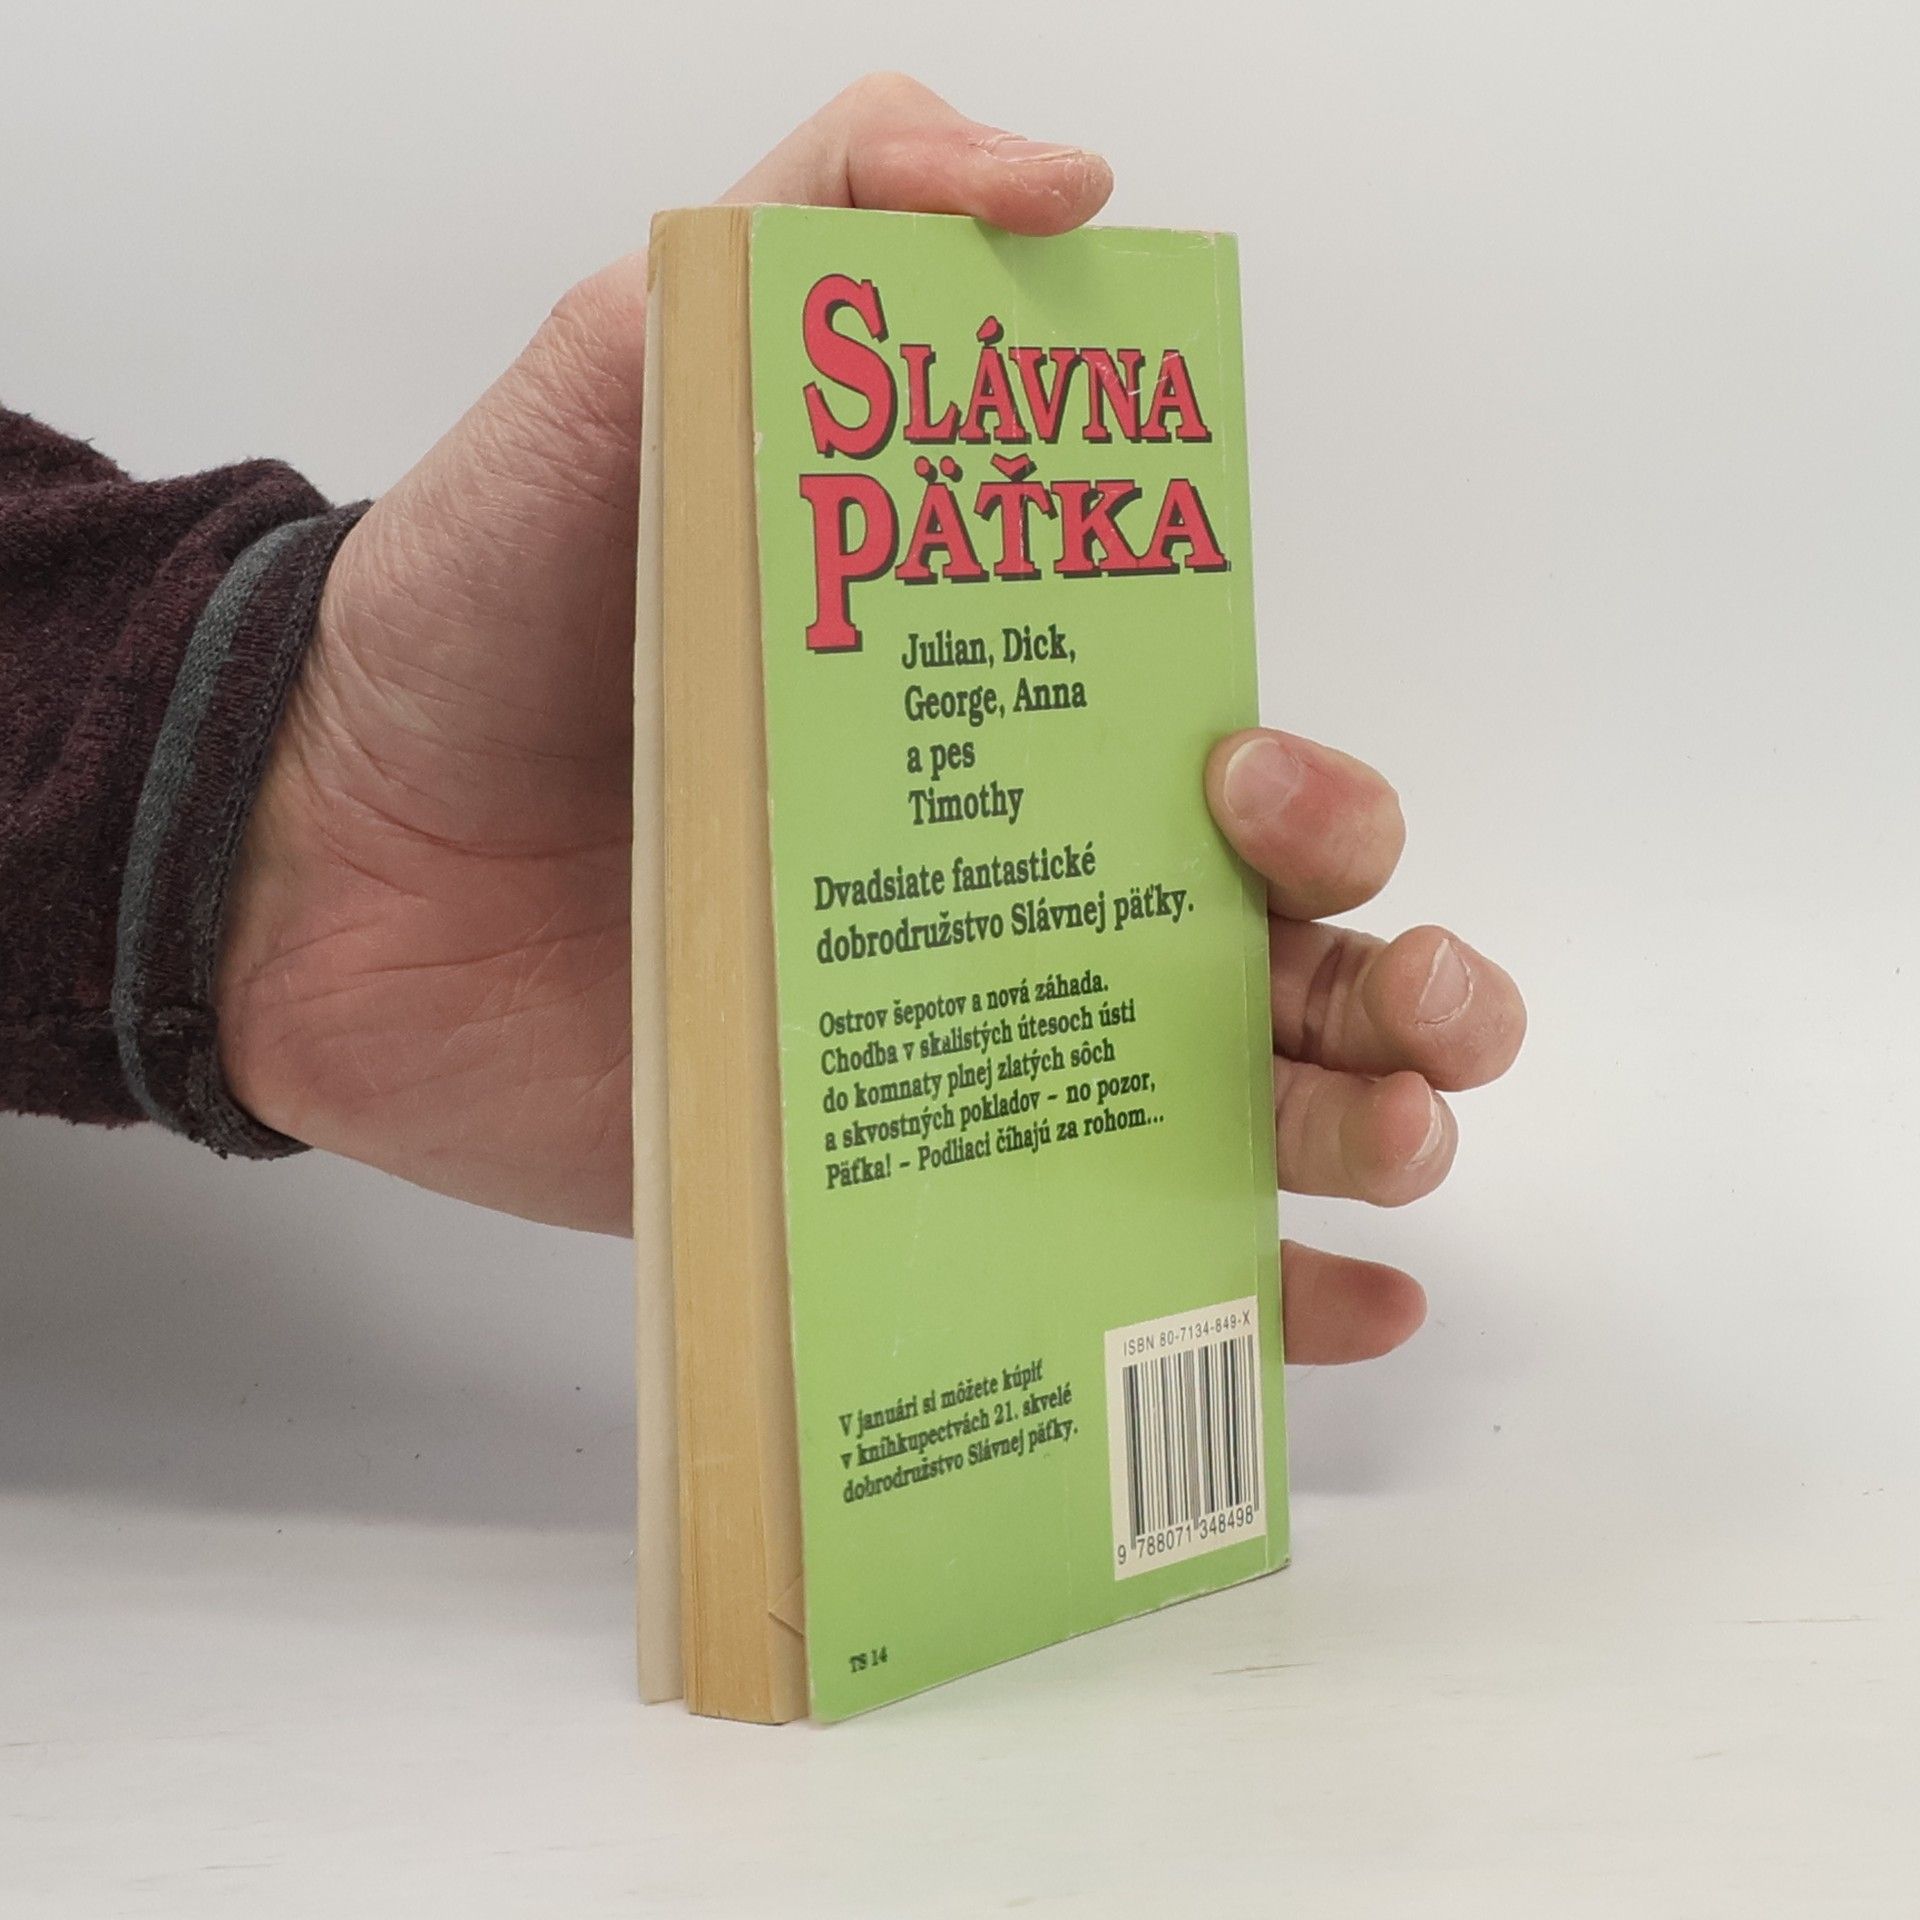 SLÁVNA
PÄŤKA
Julian, Dick,
George, Anna
a pes
Timothy
Dvadsiate fantastické
dobrodružstvo Slávnej päťky.
Ostrov šepotov a nová záhada.
Chodba v skalistých útesoch ústi
do komnaty plnej zlatých sôch
a skvostných pokladov – no pozor,
Päťka! – Podliaci číhajú za rohom...
V januári si môžete kúpiť
v kníhkupectvách 21. skvelé
dobrodružstvo Slávnej päťky.
ISBN 80-7134-849-X
9 788071 348498
TS 14